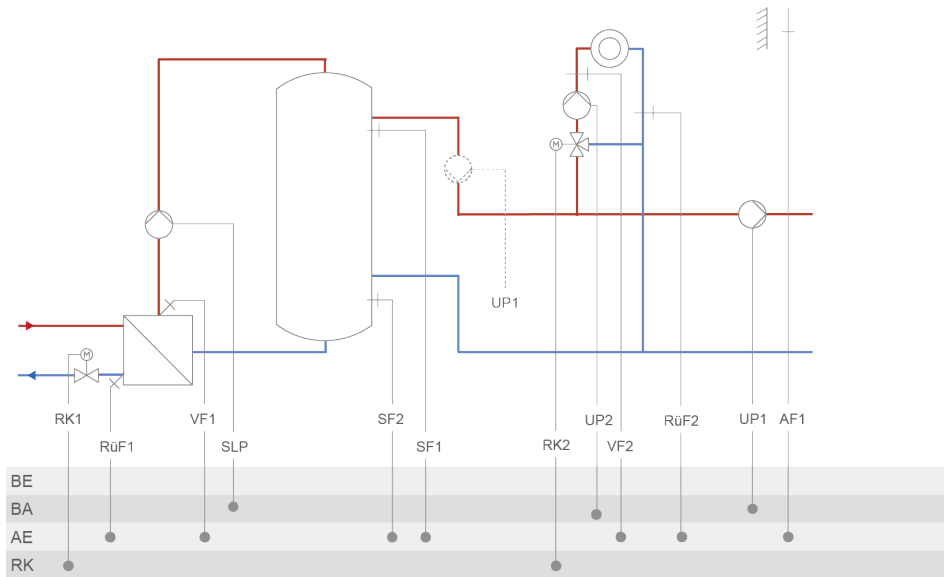 M
UP1
M
RK1
VF1
SF2
UP2
RüF2
UP1
AF1
RüF1
SLP
SF1
RK2
VF2
BE
BA
AE
RK